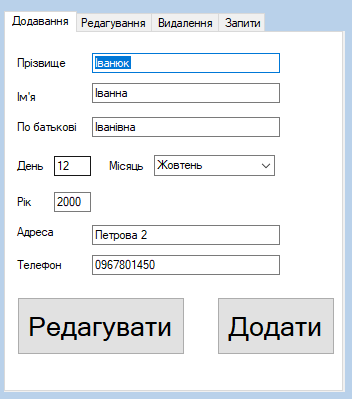 Додавання Редагування Видалення Запити
Прізвище Іванюк
Ім'я Іванна
По батькові Іванівна
День 12 Місяць Жовтень
Рік 2000
Адреса Петрова 2
Телефон 0967801450
Редагувати Додати